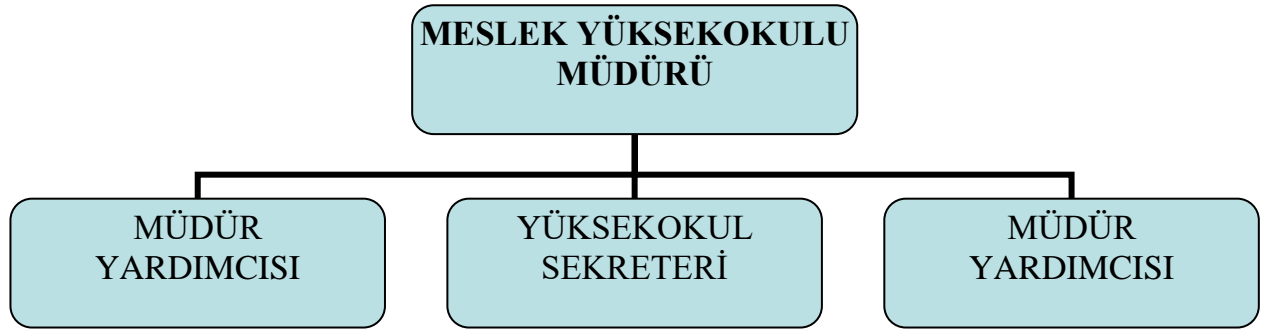 MESLEK YÜKSEKOKULU
MÜDÜRÜ
MÜDÜR
YARDIMCISI
YÜKSEKOKUL
SEKRETERİ
MÜDÜR
YARDIMCISI